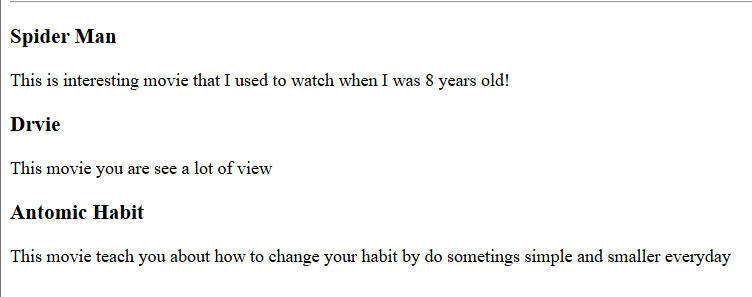 Spider Man
This is interesting movie that I used to watch when I was 8 years old!
Drvie
This movie you are see a lot of view
Antomic Habit
This movie teach you about how to change your habit by do sometings simple and smaller everyday